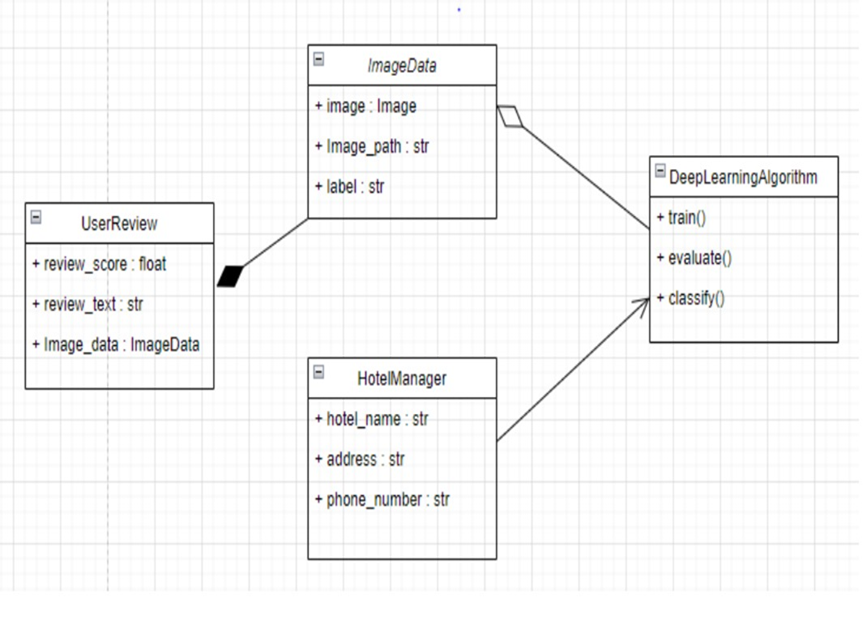 ImageData
+ image : Image
+ Image_path : str
+ label : str
UserReview
+ review_score : float
+ review_text : str
+ Image_data : ImageData
DeepLearningAlgorithm
+ train()
+ evaluate()
+ classify()
HotelManager
+ hotel_name : str
+ address : str
+ phone_number : str